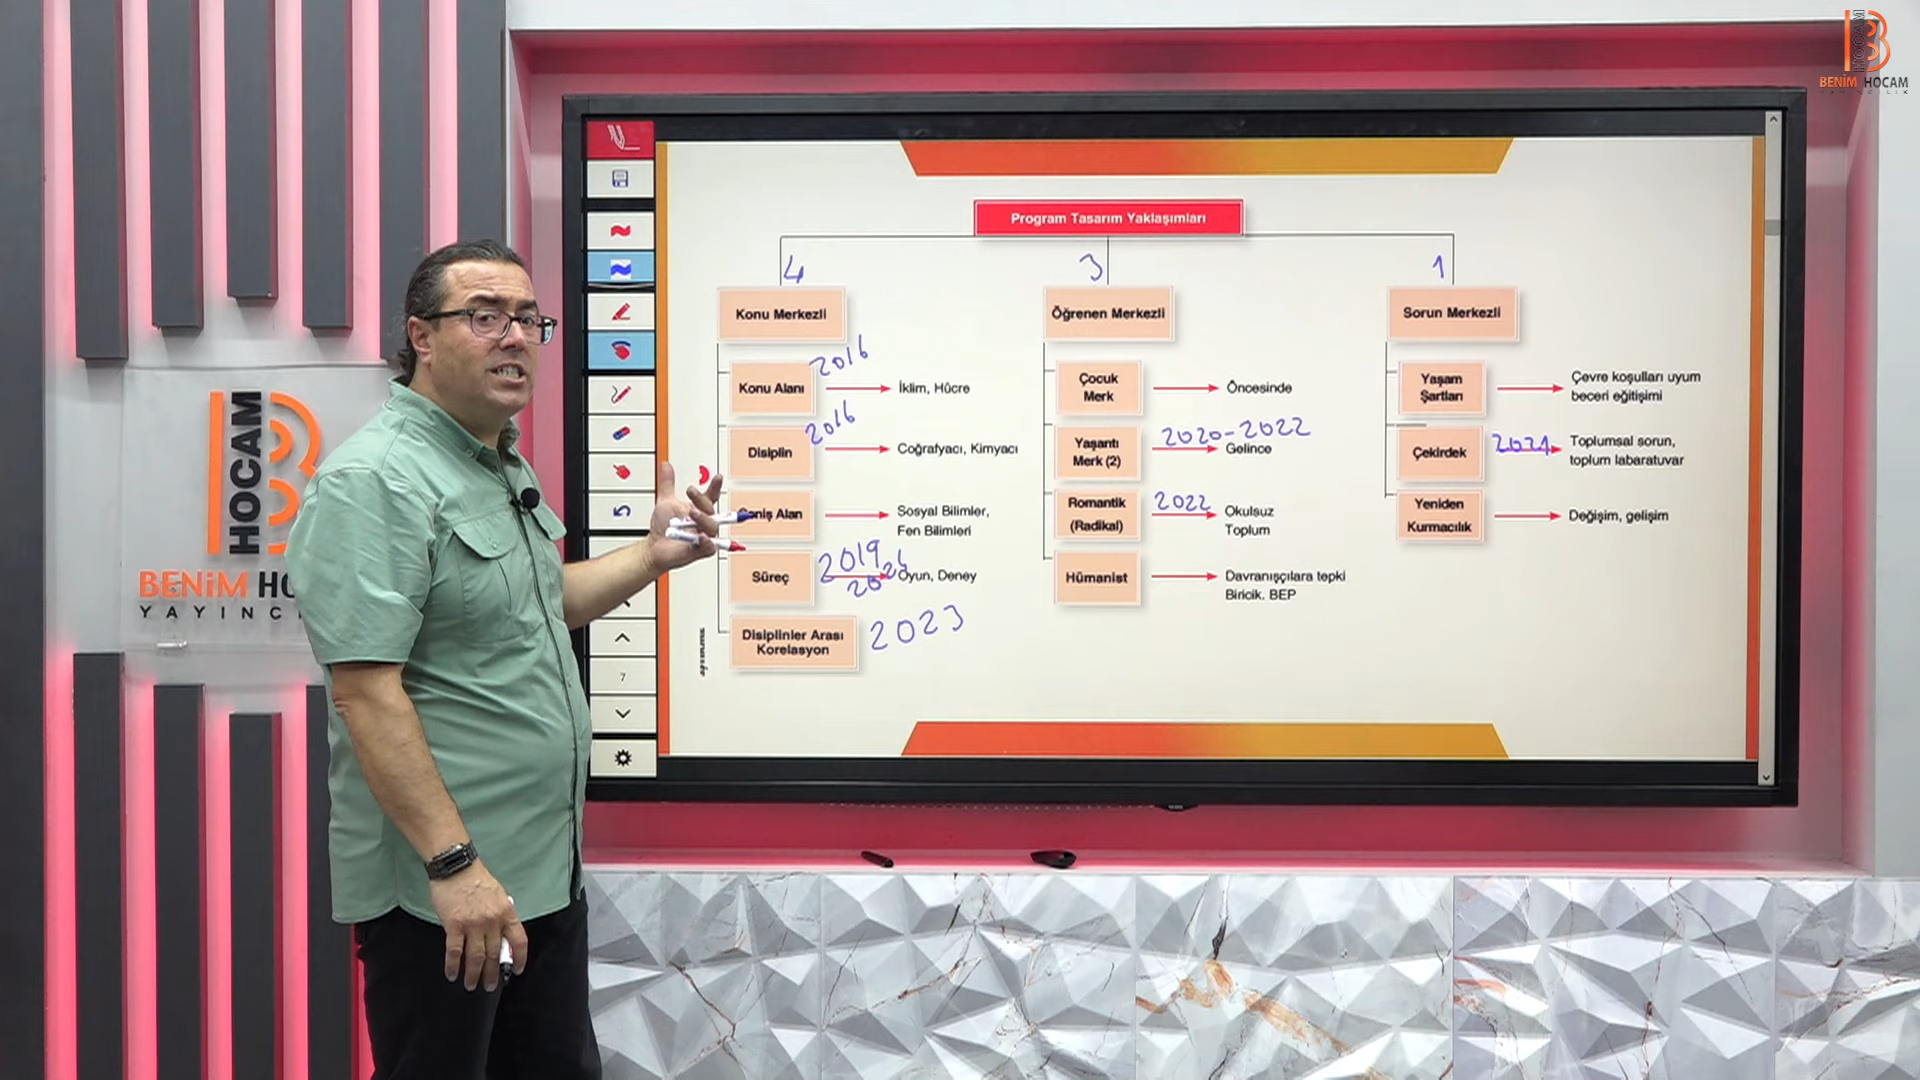 BENİM HOCAM
YAYINCILIK
HOCAM
BENİM HO
YAYINC
Program Tasarım Yaklaşımları
4
3
1
Konu Merkezli
Öğrenen Merkezli
Sorun Merkezli
2016
Konu Alanı
İklim, Hücre
2016
Disiplin
Coğrafyacı, Kimyacı
Geniş Alan
Sosyal Bilimler,
Fen Bilimleri
2019
Süreç
Oyun, Deney
Disiplinler Arası
Korelasyon
2023
Çocuk
Merk
Öncesinde
2020-2022
Yaşantı
Merk (2)
Gelince
Romantik
(Radikal)
2022
Okulsuz
Toplum
Hümanist
Davranışçılara tepki
Biricik. BEP
Yaşam
Şartları
Çevre koşulları uyum
beceri eğitişimi
Çekirdek
Toplumsal sorun,
toplum labaratuvar
Yeniden
Kurmacılık
Değişim, gelişim
7